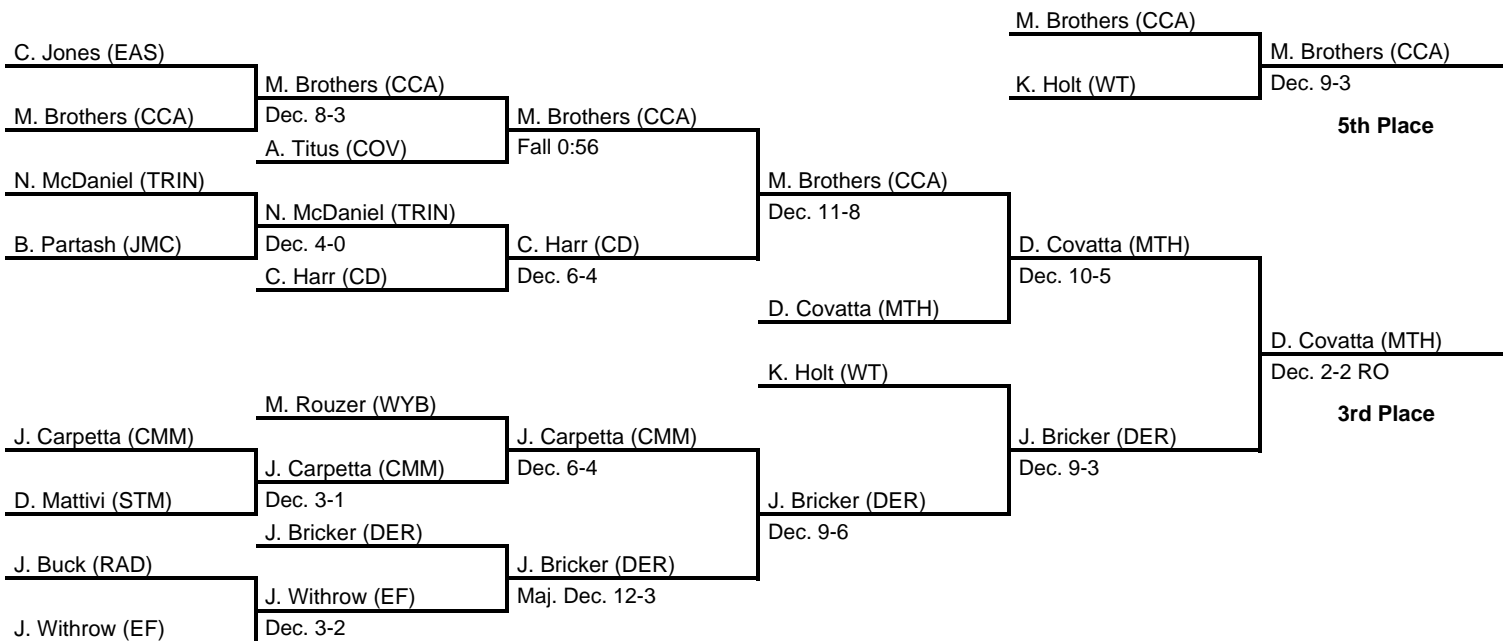 M. Brothers (CCA)
C. Jones (EAS)
M. Brothers (CCA)
M. Brothers (CCA)
K. Holt (WT)
Dec. 9-3
M. Brothers (CCA)
Dec. 8-3
M. Brothers (CCA)
5th Place
A. Titus (COV)
Fall 0:56
N. McDaniel (TRIN)
M. Brothers (CCA)
N. McDaniel (TRIN)
Dec. 11-8
B. Partash (JMC)
Dec. 4-0
C. Harr (CD)
D. Covatta (MTH)
C. Harr (CD)
Dec. 6-4
Dec. 10-5
D. Covatta (MTH)
D. Covatta (MTH)
K. Holt (WT)
Dec. 2-2 RO
M. Rouzer (WYB)
3rd Place
J. Carpetta (CMM)
J. Carpetta (CMM)
J. Bricker (DER)
J. Carpetta (CMM)
Dec. 6-4
Dec. 9-3
D. Mattivi (STM)
Dec. 3-1
J. Bricker (DER)
J. Bricker (DER)
Dec. 9-6
J. Buck (RAD)
J. Bricker (DER)
J. Withrow (EF)
Maj. Dec. 12-3
J. Withrow (EF)
Dec. 3-2